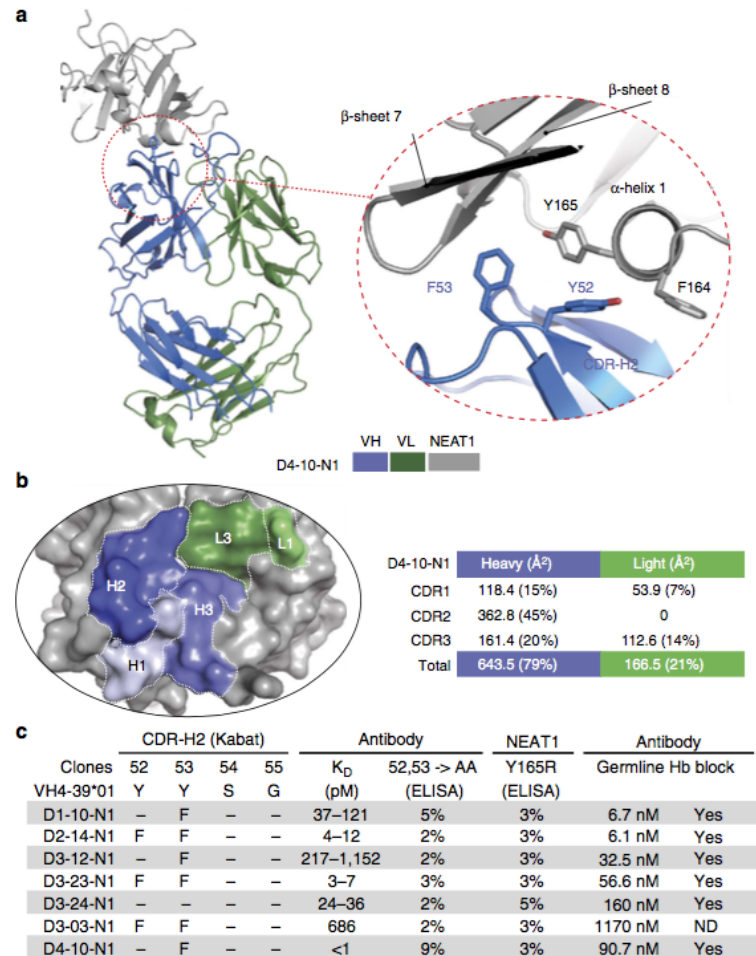 a
β-sheet 8
β-sheet 7
Y165
α-helix 1
F53
Y52
F164
CDR-H2
VH VL NEAT1
D4-10-N1
b
L3
L1
H2
H3
H1
D4-10-N1 Heavy (Å²) Light (Å²)
CDR1 118.4 (15%) 53.9 (7%)
CDR2 362.8 (45%) 0
CDR3 161.4 (20%) 112.6 (14%)
Total 643.5 (79%) 166.5 (21%)
c
CDR-H2 (Kabat) Antibody NEAT1 Antibody
Clones 52 53 54 55 K_D 52,53 -> AA Y165R Germline Hb block
VH4-39*01 Y Y S G (pM) (ELISA) (ELISA)
D1-10-N1 – F – – 37–121 5% 3% 6.7 nM Yes
D2-14-N1 F F – – 4–12 2% 3% 6.1 nM Yes
D3-12-N1 – F – – 217–1,152 2% 3% 32.5 nM Yes
D3-23-N1 F F – – 3–7 3% 3% 56.6 nM Yes
D3-24-N1 – – – – 24–36 2% 5% 160 nM Yes
D3-03-N1 F F – – 686 2% 3% 1170 nM ND
D4-10-N1 – F – – <1 9% 3% 90.7 nM Yes